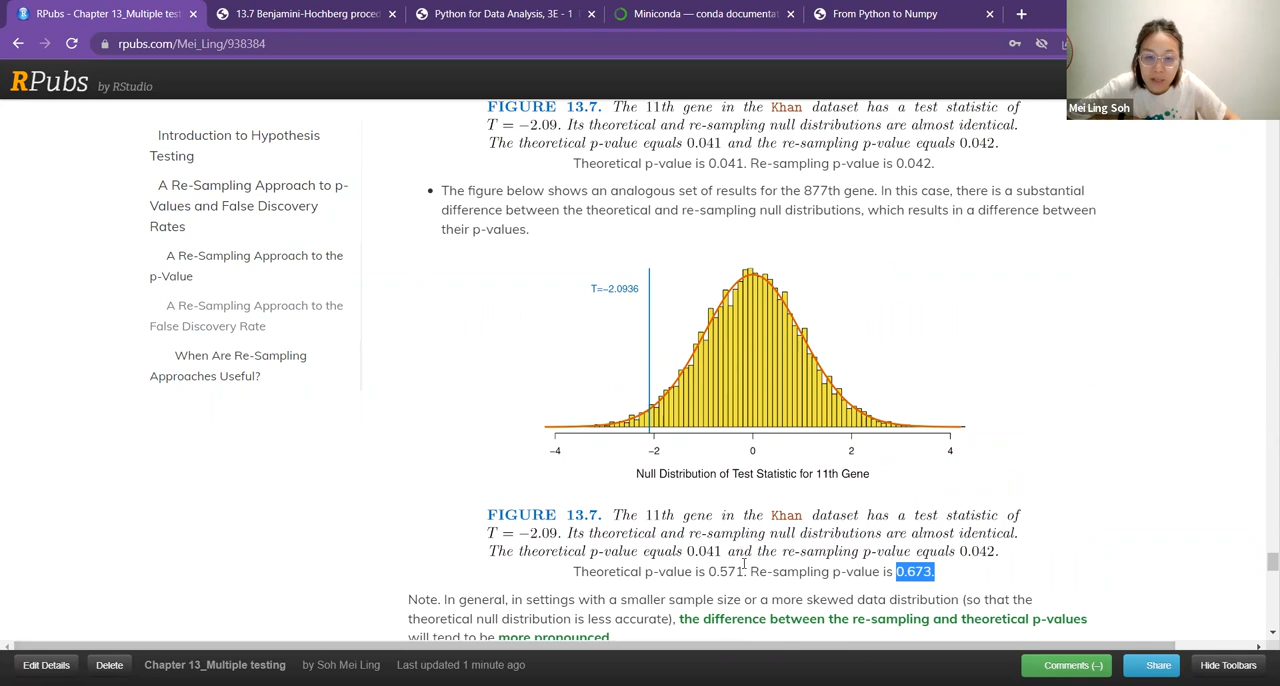 RPubs - Chapter 13_Multiple test
13.7 Benjamini-Hochberg proced
Python for Data Analysis, 3E - 1
Miniconda — conda documentat
From Python to Numpy
rpubs.com/Mei_Ling/938384
RPubs by RStudio
Mei Ling Soh
Introduction to Hypothesis
Testing
A Re-Sampling Approach to p-
Values and False Discovery
Rates
A Re-Sampling Approach to the
p-Value
A Re-Sampling Approach to the
False Discovery Rate
When Are Re-Sampling
Approaches Useful?
FIGURE 13.7. The 11th gene in the Khan dataset has a test statistic of
T = −2.09. Its theoretical and re-sampling null distributions are almost identical.
The theoretical p-value equals 0.041 and the re-sampling p-value equals 0.042.
Theoretical p-value is 0.041. Re-sampling p-value is 0.042.
• The figure below shows an analogous set of results for the 877th gene. In this case, there is a substantial
difference between the theoretical and re-sampling null distributions, which results in a difference between
their p-values.
T=−2.0936
−4 −2 0 2 4
Null Distribution of Test Statistic for 11th Gene
FIGURE 13.7. The 11th gene in the Khan dataset has a test statistic of
T = −2.09. Its theoretical and re-sampling null distributions are almost identical.
The theoretical p-value equals 0.041 and the re-sampling p-value equals 0.042.
Theoretical p-value is 0.571. Re-sampling p-value is 0.673.
Note. In general, in settings with a smaller sample size or a more skewed data distribution (so that the
theoretical null distribution is less accurate), the difference between the re-sampling and theoretical p-values
will tend to be more pronounced.
Edit Details
Delete
Chapter 13_Multiple testing
by Soh Mei Ling
Last updated 1 minute ago
Comments (–)
Share
Hide Toolbars